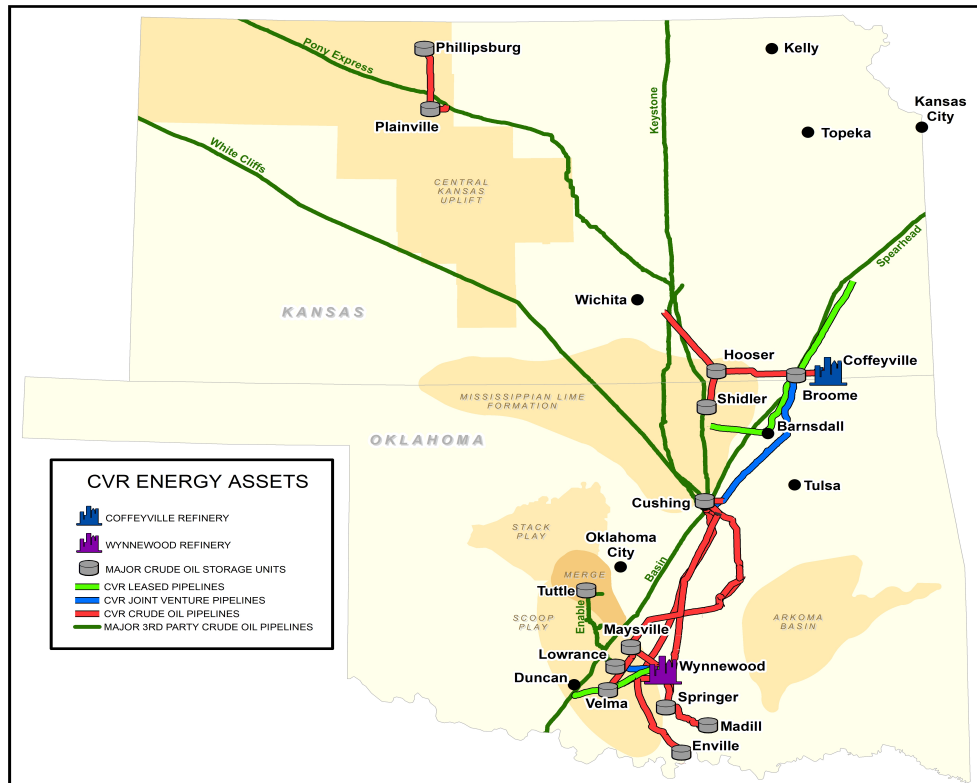 Phillipsburg
Kelly
Pony Express
Keystone
Kansas
City
Plainville
Topeka
White Cliffs
CENTRAL
KANSAS
UPLIFT
Spearhead
Wichita
KANSAS
Hooser
Coffeyville
Broome
MISSISSIPPIAN LIME
FORMATION
Shidler
Barnsdall
OKLAHOMA
CVR ENERGY ASSETS
COFFEYVILLE REFINERY
WYNNEWOOD REFINERY
MAJOR CRUDE OIL STORAGE UNITS
CVR LEASED PIPELINES
CVR JOINT VENTURE PIPELINES
CVR CRUDE OIL PIPELINES
MAJOR 3RD PARTY CRUDE OIL PIPELINES
Tulsa
Cushing
STACK
PLAY
Oklahoma
City
Basin
MERGE
Tuttle
Enable
SCOOP
PLAY
ARKOMA
BASIN
Maysville
Lowrance
Wynnewood
Duncan
Velma
Springer
Madill
Enville